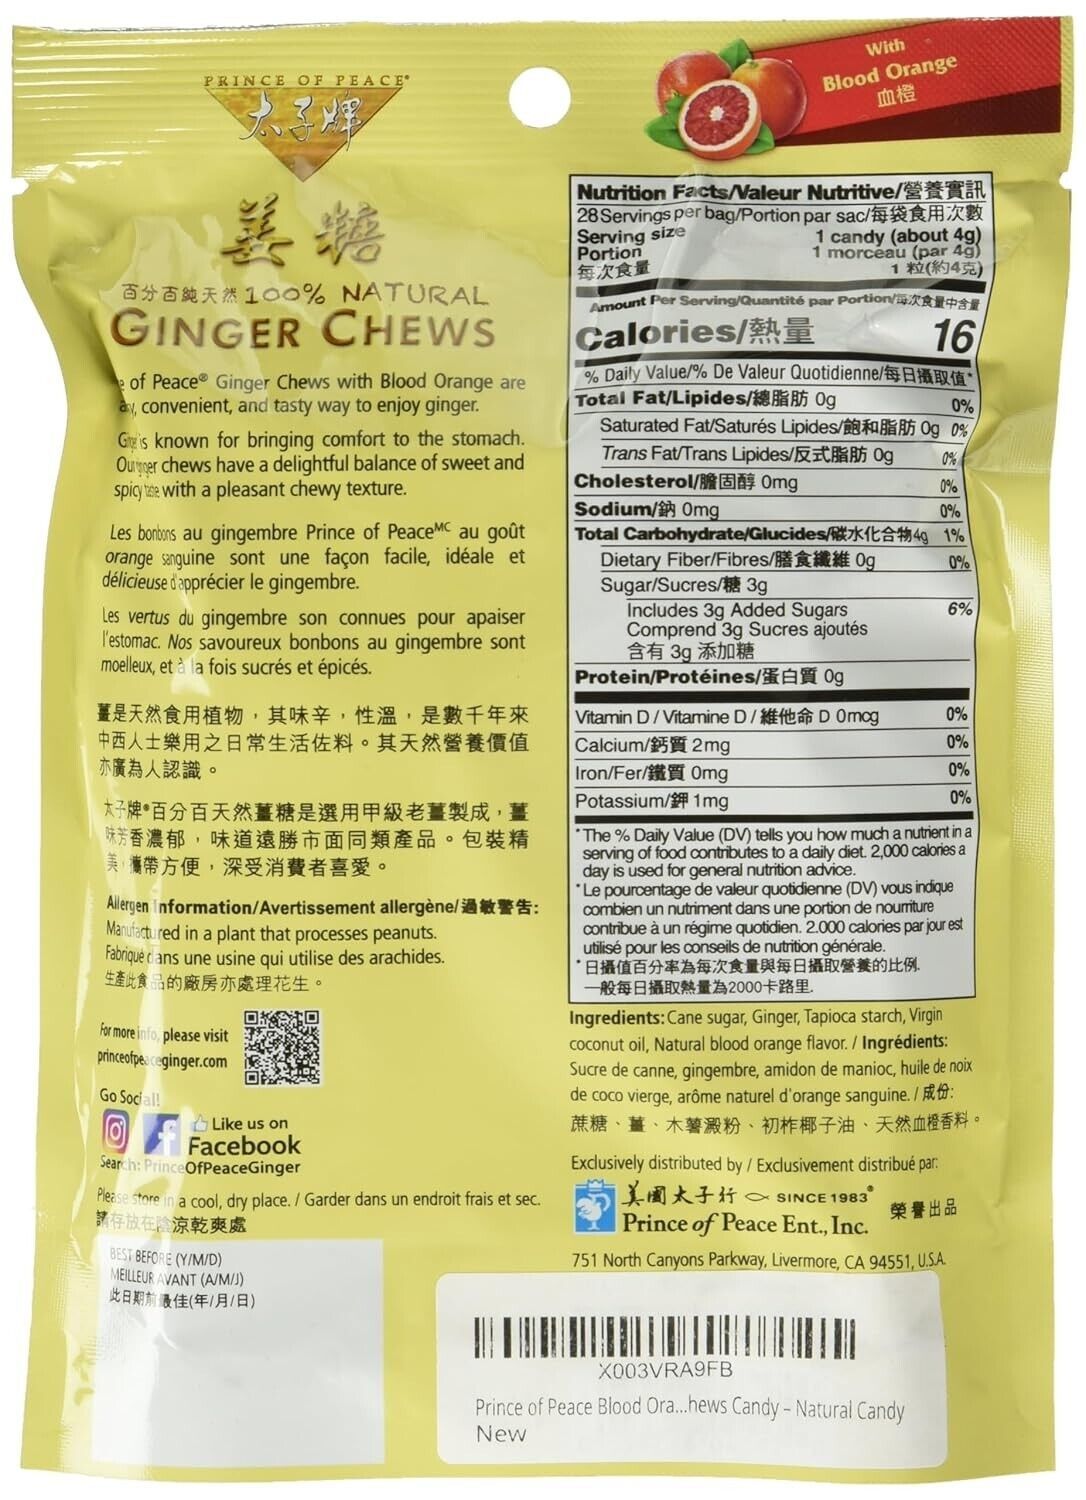 PRINCE OF PEACE®
太子牌
With
Blood Orange
血橙
姜糖
百分百純天然 100% NATURAL
GINGER CHEWS
of Peace® Ginger Chews with Blood Orange are
convenient, and tasty way to enjoy ginger.
is known for bringing comfort to the stomach.
Our ginger chews have a delightful balance of sweet and
spicy taste with a pleasant chewy texture.
Les bonbons au gingembre Prince of Peaceᴹᶜ au goût
orange sanguine sont une façon facile, idéale et
délicieuse d'apprécier le gingembre.
Les vertus du gingembre son connues pour apaiser
l'estomac. Nos savoureux bonbons au gingembre sont
moelleux, et à la fois sucrés et épicés.
薑是天然食用植物，其味辛，性溫，是數千年來
中西人士樂用之日常生活佐料。其天然營養價值
亦廣為人認識。
太子牌®百分百天然薑糖是選用甲級老薑製成，薑
味芳香濃郁，味道遠勝市面同類產品。包裝精
美，攜帶方便，深受消費者喜愛。
Allergen Information/Avertissement allergène/過敏警告:
Manufactured in a plant that processes peanuts.
Fabriqué dans une usine qui utilise des arachides.
生產此食品的廠房亦處理花生。
For more info, please visit
princeofpeaceginger.com
Go Social!
Like us on
Facebook
Search: PrinceOfPeaceGinger
Please store in a cool, dry place. / Garder dans un endroit frais et sec.
請存放在陰涼乾爽處
BEST BEFORE (Y/M/D)
MEILLEUR AVANT (A/M/J)
此日期前最佳(年/月/日)
Nutrition Facts/Valeur Nutritive/營養實訊
28 Servings per bag/Portion par sac/每袋食用次數
Serving size 1 candy (about 4g)
Portion 1 morceau (par 4g)
每次食量 1 粒(約4克)
Amount Per Serving/Quantité par Portion/每次食量中含量
Calories/熱量 16
% Daily Value/% De Valeur Quotidienne/每日攝取值*
Total Fat/Lipides/總脂肪 0g 0%
Saturated Fat/Saturés Lipides/飽和脂肪 0g 0%
Trans Fat/Trans Lipides/反式脂肪 0g 0%
Cholesterol/膽固醇 0mg 0%
Sodium/鈉 0mg 0%
Total Carbohydrate/Glucides/碳水化合物 4g 1%
Dietary Fiber/Fibres/膳食纖維 0g 0%
Sugar/Sucres/糖 3g
Includes 3g Added Sugars 6%
Comprend 3g Sucres ajoutés
含有 3g 添加糖
Protein/Protéines/蛋白質 0g
Vitamin D / Vitamine D / 維他命 D 0mcg 0%
Calcium/鈣質 2mg 0%
Iron/Fer/鐵質 0mg 0%
Potassium/鉀 1mg 0%
*The % Daily Value (DV) tells you how much a nutrient in a
serving of food contributes to a daily diet. 2,000 calories a
day is used for general nutrition advice.
*Le pourcentage de valeur quotidienne (DV) vous indique
combien un nutriment dans une portion de nourriture
contribue à un régime quotidien. 2.000 calories par jour est
utilisé pour les conseils de nutrition générale.
*日攝值百分率為每次食量與每日攝取營養的比例.
一般每日攝取熱量為2000卡路里.
Ingredients: Cane sugar, Ginger, Tapioca starch, Virgin
coconut oil, Natural blood orange flavor. / Ingrédients:
Sucre de canne, gingembre, amidon de manioc, huile de noix
de coco vierge, arôme naturel d'orange sanguine. / 成份:
蔗糖、薑、木薯澱粉、初柞椰子油、天然血橙香料。
Exclusively distributed by / Exclusivement distribué par:
美國太子行 SINCE 1983®
Prince of Peace Ent., Inc. 榮譽出品
751 North Canyons Parkway, Livermore, CA 94551, U.S.A.
X003VRA9FB
Prince of Peace Blood Ora...hews Candy – Natural Candy
New